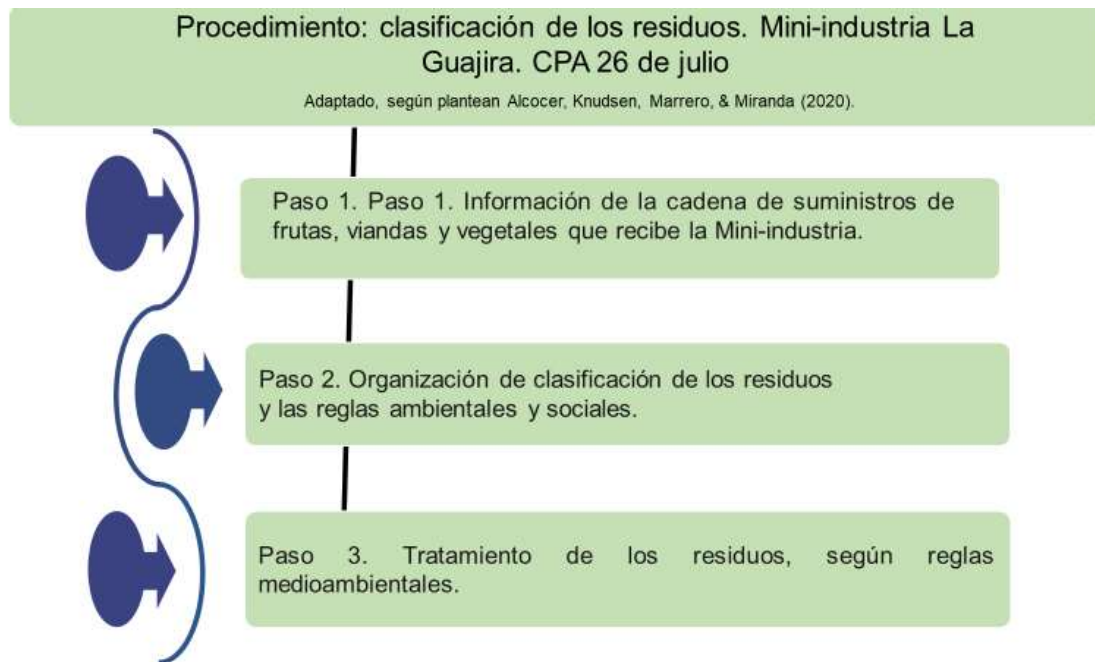 Procedimiento: clasificación de los residuos. Mini-industria La
Guajira. CPA 26 de julio
Adaptado, según plantean Alcocer, Knudsen, Marrero, & Miranda (2020).
Paso 1. Paso 1. Información de la cadena de suministros de
frutas, viandas y vegetales que recibe la Mini-industria.
Paso 2. Organización de clasificación de los residuos
y las reglas ambientales y sociales.
Paso 3. Tratamiento de los residuos, según reglas
medioambientales.